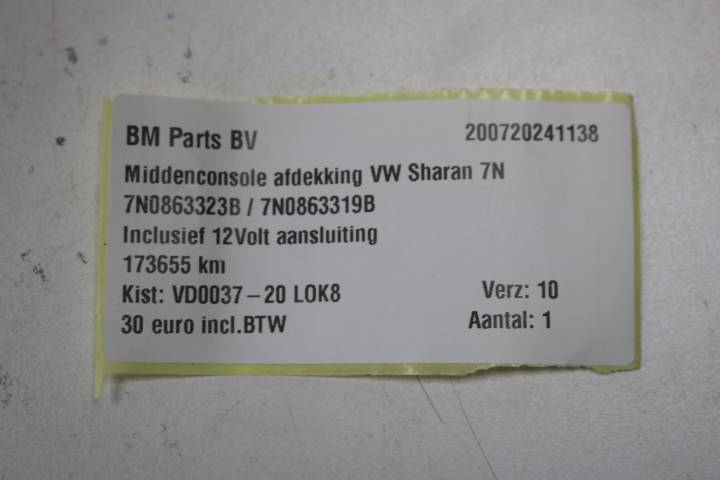 BM Parts BV 200720241138
Middenconsole afdekking VW Sharan 7N
7N0863323B / 7N0863319B
Inclusief 12Volt aansluiting
173655 km
Kist: VD0037-20 LOK8 Verz: 10
30 euro incl.BTW Aantal: 1